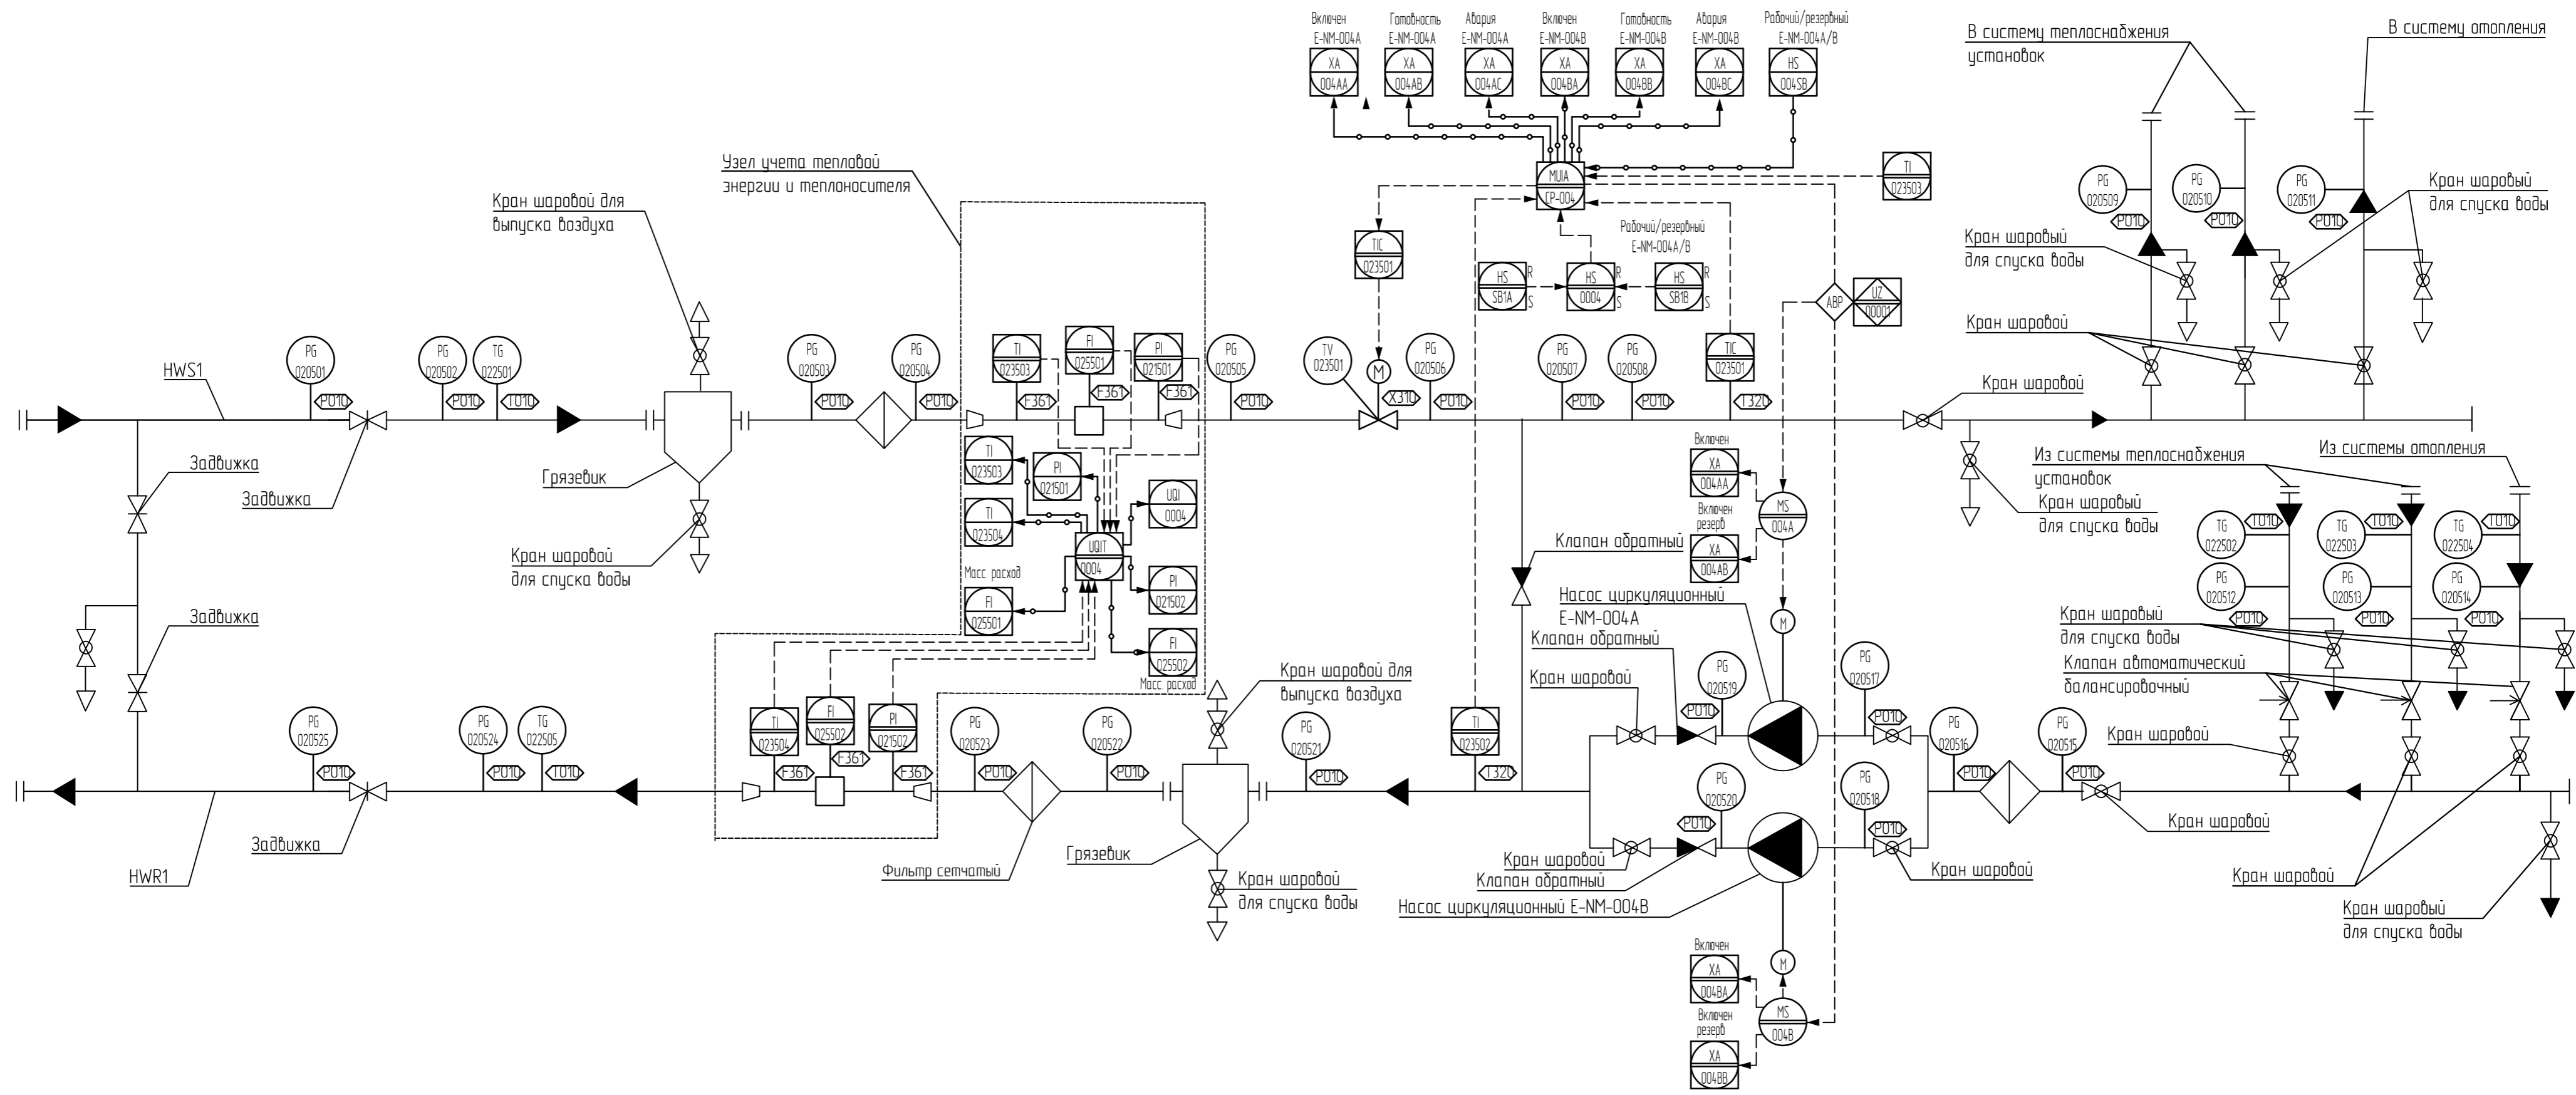 Включен
E-NM-004A
Готовность
E-NM-004A
Авария
E-NM-004A
Включен
E-NM-004B
Готовность
E-NM-004B
Авария
E-NM-004B
Рабочий/резервный
E-NM-004A/B
XA
004AA
XA
004AB
XA
004AC
XA
004BA
XA
004BB
XA
004BC
HS
004SB
В систему теплоснабжения
установок
В систему отопления
Узел учета тепловой
энергии и теплоносителя
MUIA
CP-004
TI
023503
Кран шаровой для
выпуска воздуха
TIC
023501
Рабочий/резервный
E-NM-004A/B
HS
SB1A
R
S
HS
0004
R
S
HS
SB1B
R
S
АВР
UZ
00001
PG
020509
P010
PG
020510
P010
PG
020511
P010
Кран шаровый
для спуска воды
Кран шаровый
для спуска воды
Кран шаровой
Кран шаровой
HWS1
PG
020501
P010
PG
020502
P010
TG
022501
T010
PG
020503
P010
PG
020504
P010
TI
023503
F361
FI
025501
F361
PI
021501
F361
PG
020505
P010
TV
023501
M
X310
PG
020506
P010
PG
020507
P010
PG
020508
P010
TIC
023501
T320
Задвижка
Задвижка
Грязевик
Кран шаровой
для спуска воды
TI
023503
PI
021501
TI
023504
UQI
0004
UQIT
0004
Масс. расход
FI
025501
PI
021502
FI
025502
Масс. расход
Включен
XA
004AA
Включен
резерв
XA
004AB
MS
004A
M
Клапан обратный
Насос циркуляционный
E-NM-004A
Клапан обратный
Кран шаровой
Из системы теплоснабжения
установок
Из системы отопления
Кран шаровый
для спуска воды
TG
022502
T010
TG
022503
T010
TG
022504
T010
PG
020512
P010
PG
020513
P010
PG
020514
P010
Кран шаровый
для спуска воды
Клапан автоматический
балансировочный
Кран шаровой
Задвижка
Кран шаровой для
выпуска воздуха
PG
020525
P010
PG
020524
P010
TG
022505
T010
TI
023504
F361
FI
025502
F361
PI
021502
F361
PG
020523
P010
PG
020522
P010
PG
020521
P010
TI
023502
T320
PG
020519
P010
PG
020517
P010
PG
020520
P010
PG
020518
P010
PG
020516
P010
PG
020515
P010
HWR1
Задвижка
Фильтр сетчатый
Грязевик
Кран шаровой
для спуска воды
Кран шаровой
Клапан обратный
Насос циркуляционный E-NM-004B
Кран шаровой
Кран шаровой
Кран шаровой
Кран шаровый
для спуска воды
Включен
XA
004BA
Включен
резерв
XA
004BB
M
MS
004B